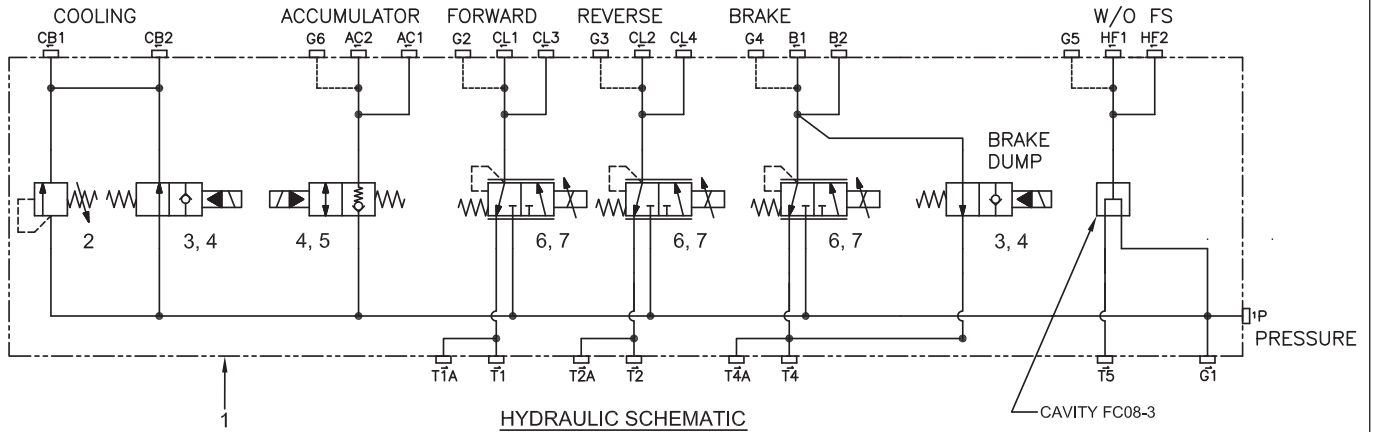 COOLING
ACCUMULATOR
FORWARD
REVERSE
BRAKE
W/O FS
CB1
CB2
G6
AC2
AC1
G2
CL1
CL3
G3
CL2
CL4
G4
B1
B2
G5
HF1
HF2
BRAKE
DUMP
2
3, 4
4, 5
6, 7
6, 7
6, 7
3, 4
1P
PRESSURE
T1A
T1
T2A
T2
T4A
T4
T5
G1
1
HYDRAULIC SCHEMATIC
CAVITY FC08-3